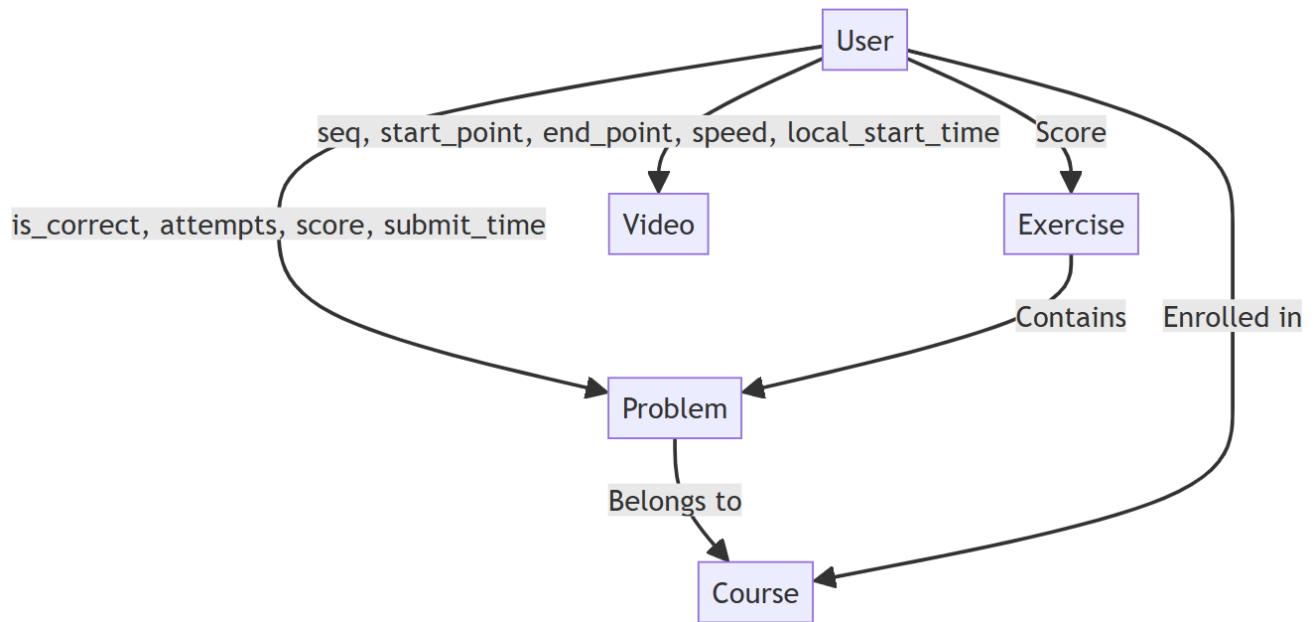 User
seq, start_point, end_point, speed, local_start_time
Score
is_correct, attempts, score, submit_time
Video
Exercise
Contains
Enrolled in
Problem
Belongs to
Course